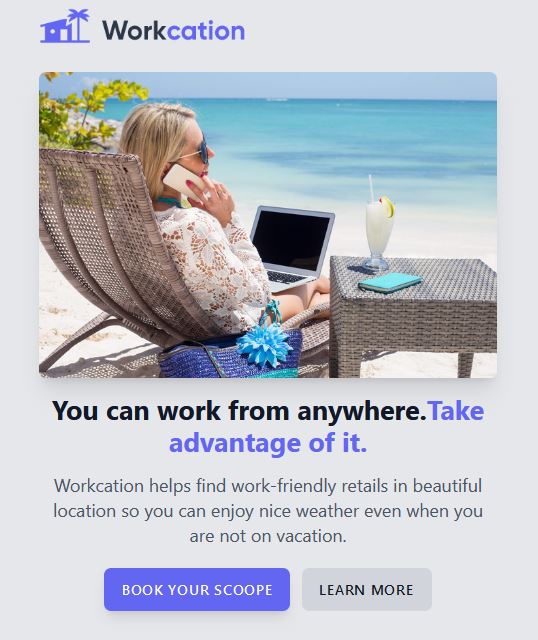 Workcation
You can work from anywhere.Take
advantage of it.
Workcation helps find work-friendly retails in beautiful
location so you can enjoy nice weather even when you
are not on vacation.
BOOK YOUR SCOOPE
LEARN MORE